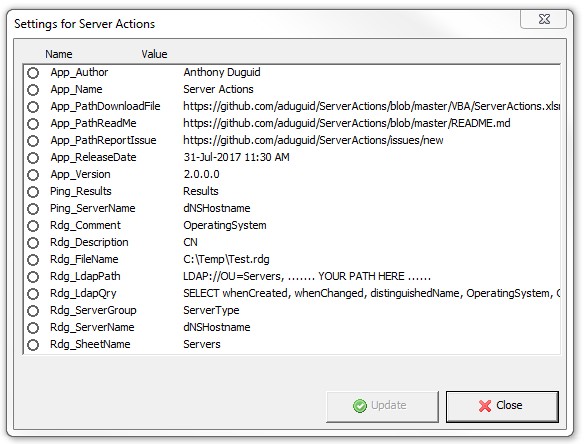 Settings for Server Actions
Name Value
App_Author Anthony Duguid
App_Name Server Actions
App_PathDownloadFile https://github.com/aduguid/ServerActions/blob/master/VBA/ServerActions.xlsm
App_PathReadMe https://github.com/aduguid/ServerActions/blob/master/README.md
App_PathReportIssue https://github.com/aduguid/ServerActions/issues/new
App_ReleaseDate 31-Jul-2017 11:30 AM
App_Version 2.0.0.0
Ping_Results Results
Ping_ServerName dNSHostname
Rdg_Comment OperatingSystem
Rdg_Description CN
Rdg_FileName C:\Temp\Test.rdg
Rdg_LdapPath LDAP://OU=Servers, ....... YOUR PATH HERE ......
Rdg_LdapQry SELECT whenCreated, whenChanged, distinguishedName, OperatingSystem,
Rdg_ServerGroup ServerType
Rdg_ServerName dNSHostname
Rdg_SheetName Servers
Update Close